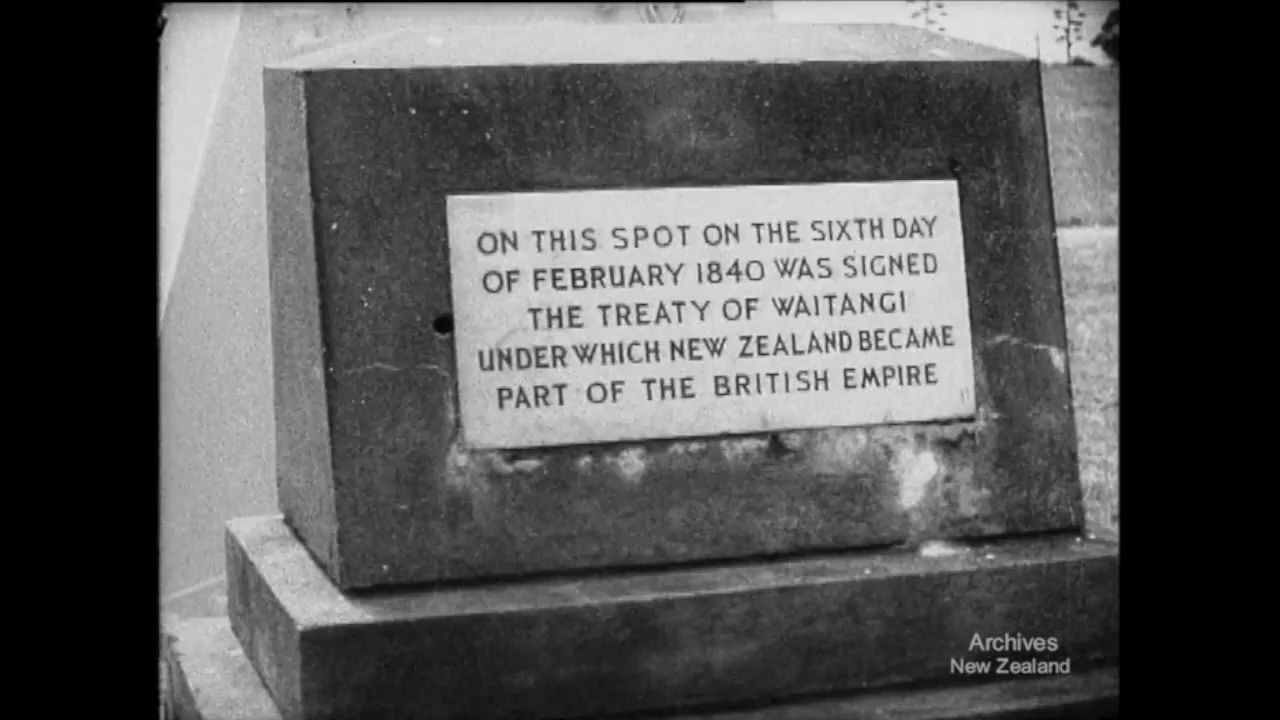 ON THIS SPOT ON THE SIXTH DAY
OF FEBRUARY 1840 WAS SIGNED
THE TREATY OF WAITANGI
UNDER WHICH NEW ZEALAND BECAME
PART OF THE BRITISH EMPIRE
Archives
New Zealand